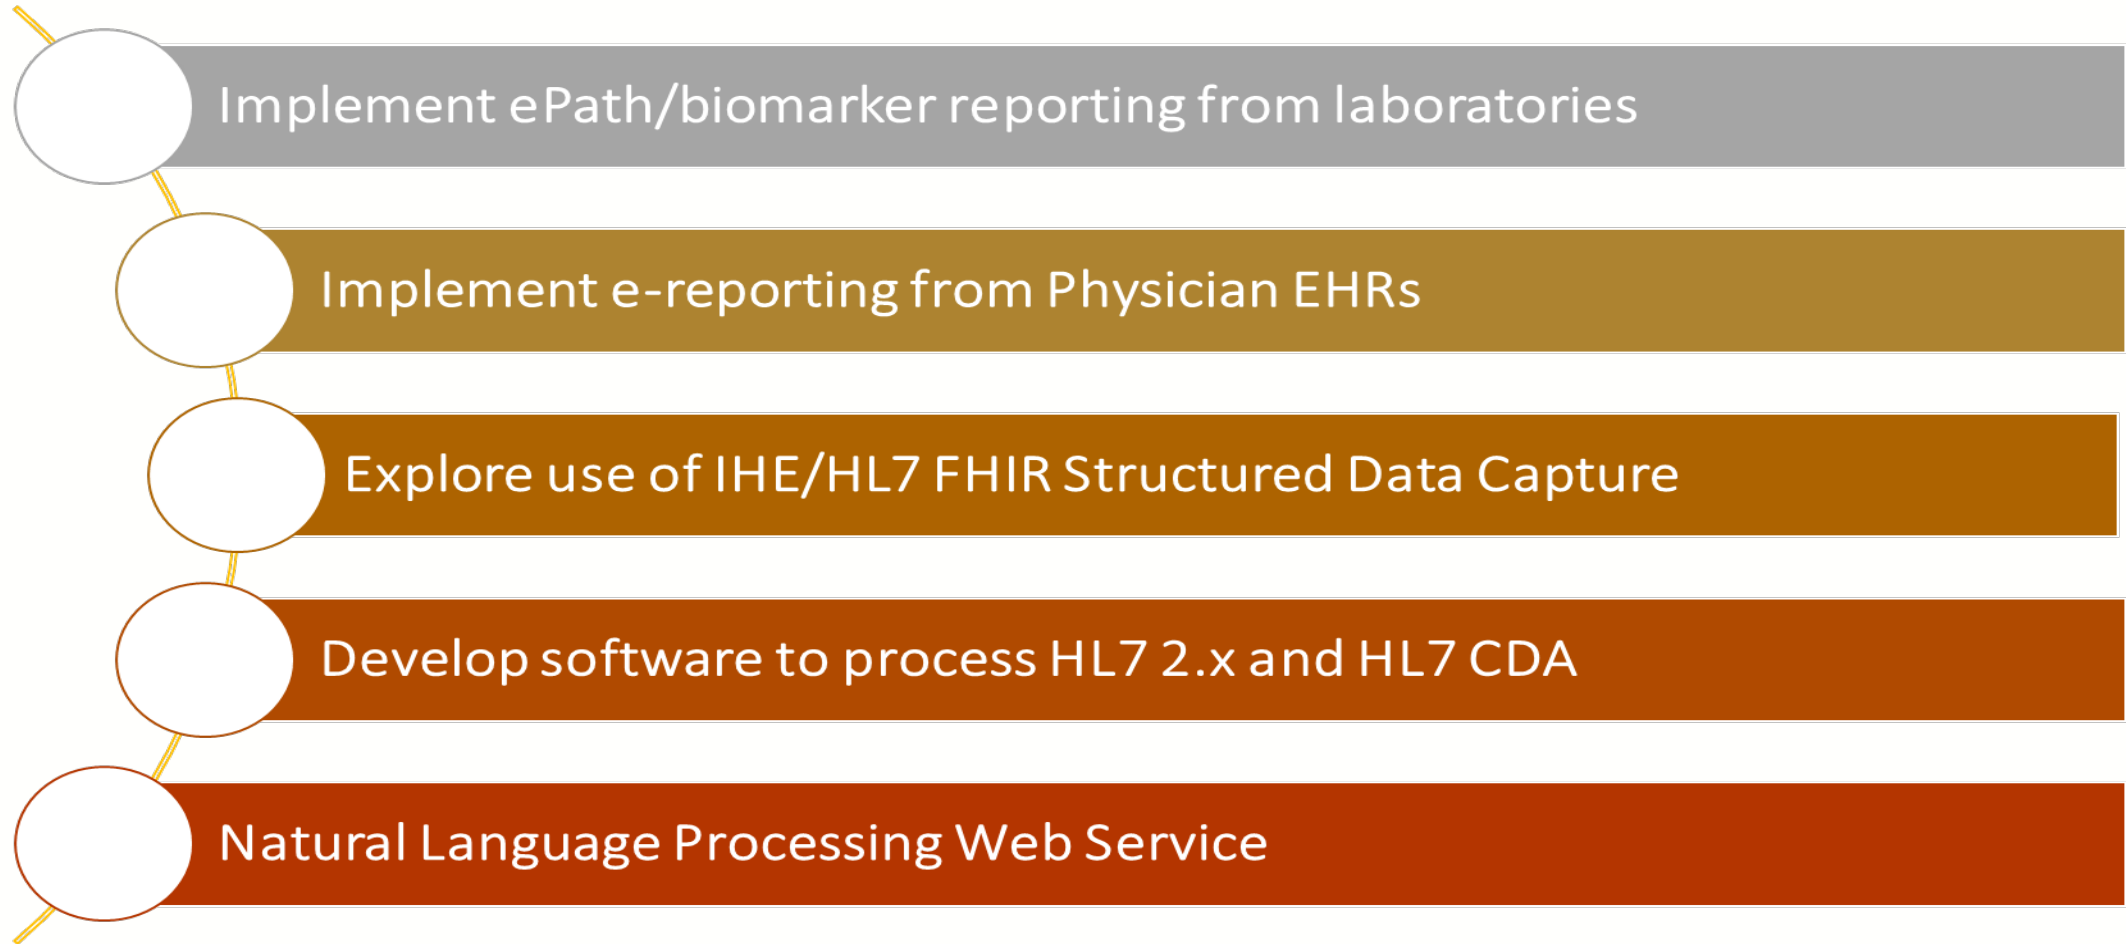 Implement ePath/biomarker reporting from laboratories
Implement e-reporting from Physician EHRs
Explore use of IHE/HL7 FHIR Structured Data Capture
Develop software to process HL7 2.x and HL7 CDA
Natural Language Processing Web Service